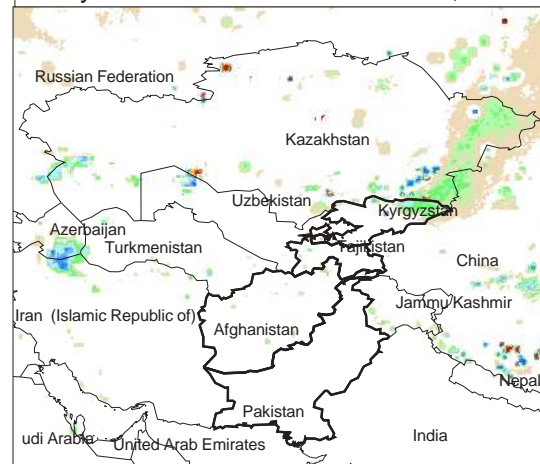 Russian Federation
Kazakhstan
Uzbekistan
Kyrgyzstan
Azerbaijan
Turkmenistan
Tajikistan
China
Jammu Kashmir
Iran (Islamic Republic of)
Afghanistan
Nepal
Pakistan
udi Arabia
United Arab Emirates
India